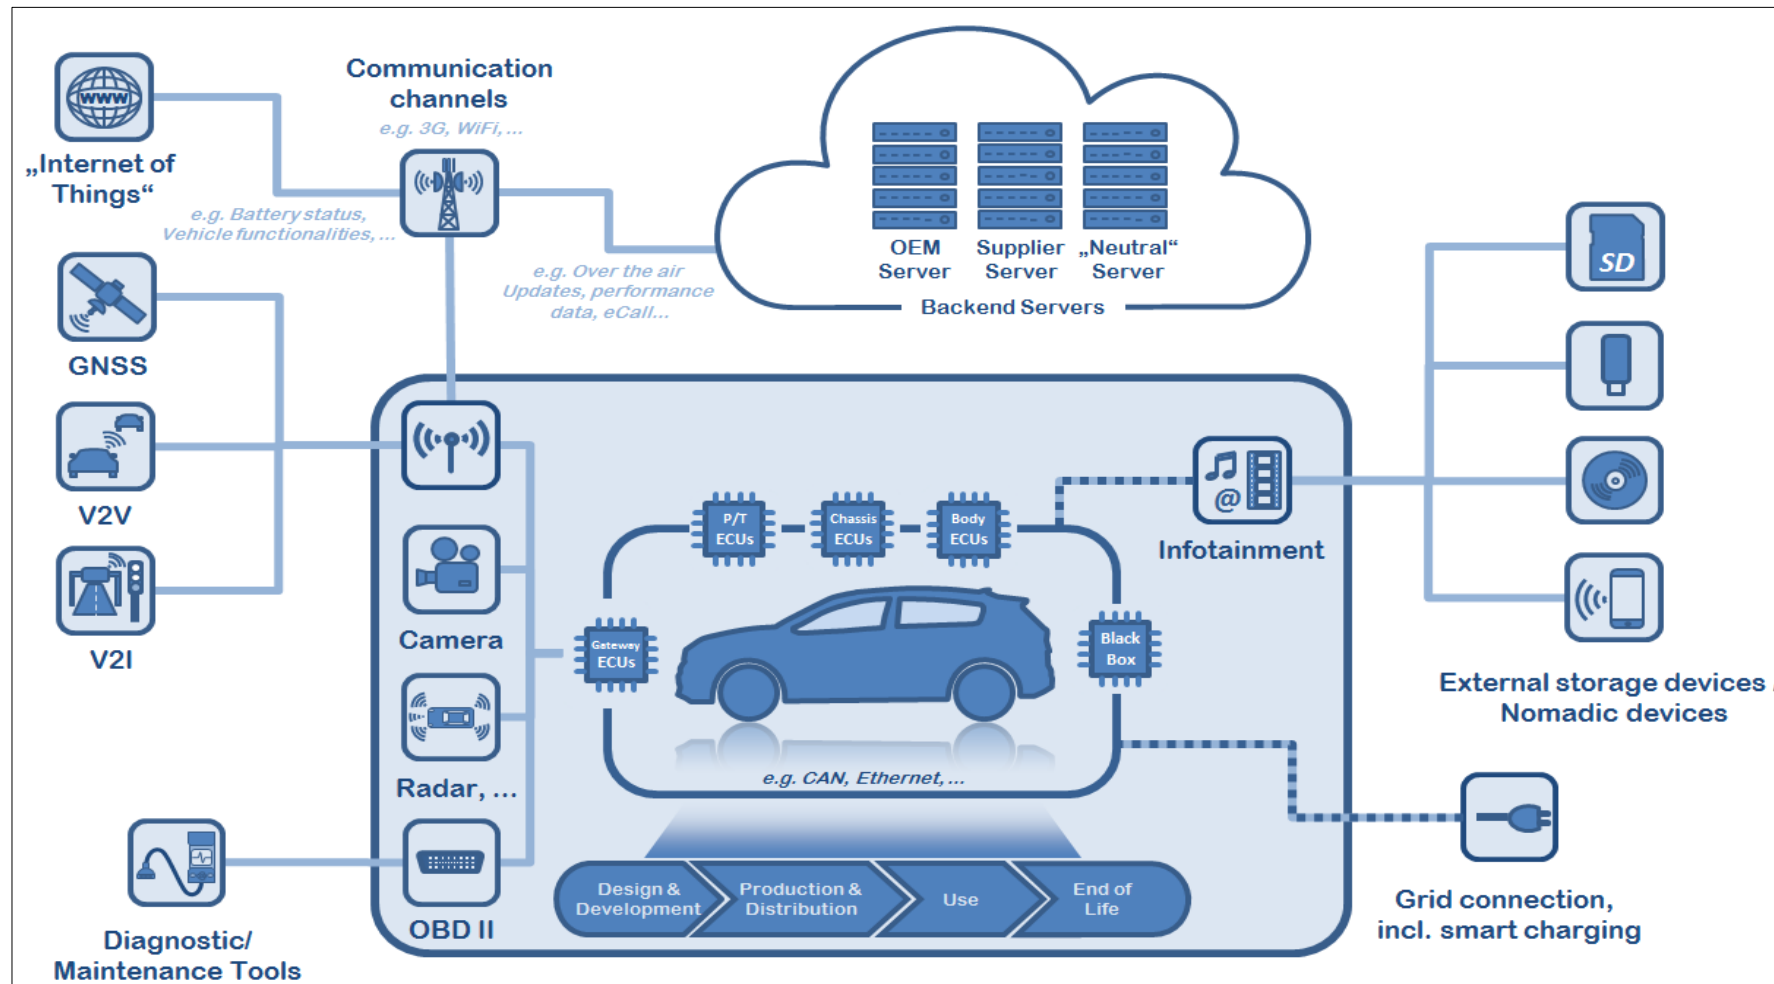 Communication
channels
e.g. 3G, WiFi, ...
www
„Internet of
Things“
e.g. Battery status,
Vehicle functionalities, ...
e.g. Over the air
Updates, performance
data, eCall...
OEM
Server
Supplier
Server
„Neutral“
Server
Backend Servers
GNSS
V2V
V2I
Camera
Radar, ...
OBD II
Diagnostic/
Maintenance Tools
P/T
ECUs
Chassis
ECUs
Body
ECUs
Gateway
ECUs
Black
Box
e.g. CAN, Ethernet, ...
Design &
Development
Production &
Distribution
Use
End of
Life
@
Infotainment
SD
External storage devices
Nomadic devices
Grid connection,
incl. smart charging